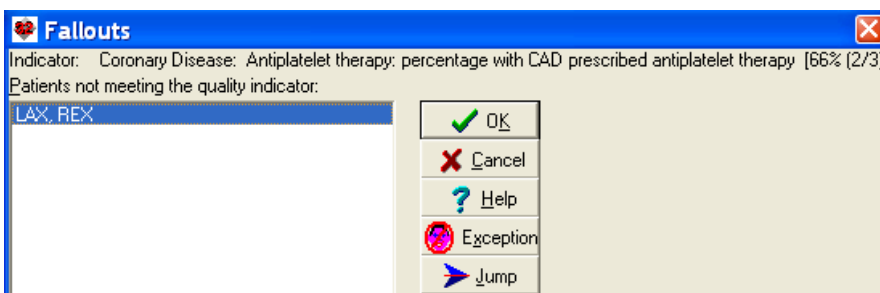 Fallouts
Indicator: Coronary Disease: Antiplatelet therapy: percentage with CAD prescribed antiplatelet therapy [66% (2/3)
Patients not meeting the quality indicator:
LAX, REX
OK
Cancel
Help
Exception
Jump